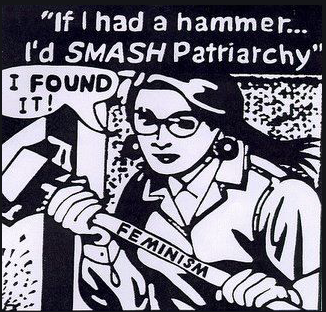 "If I had a hammer...
I'd SMASH Patriarchy"
I FOUND
IT!
FEMINISM